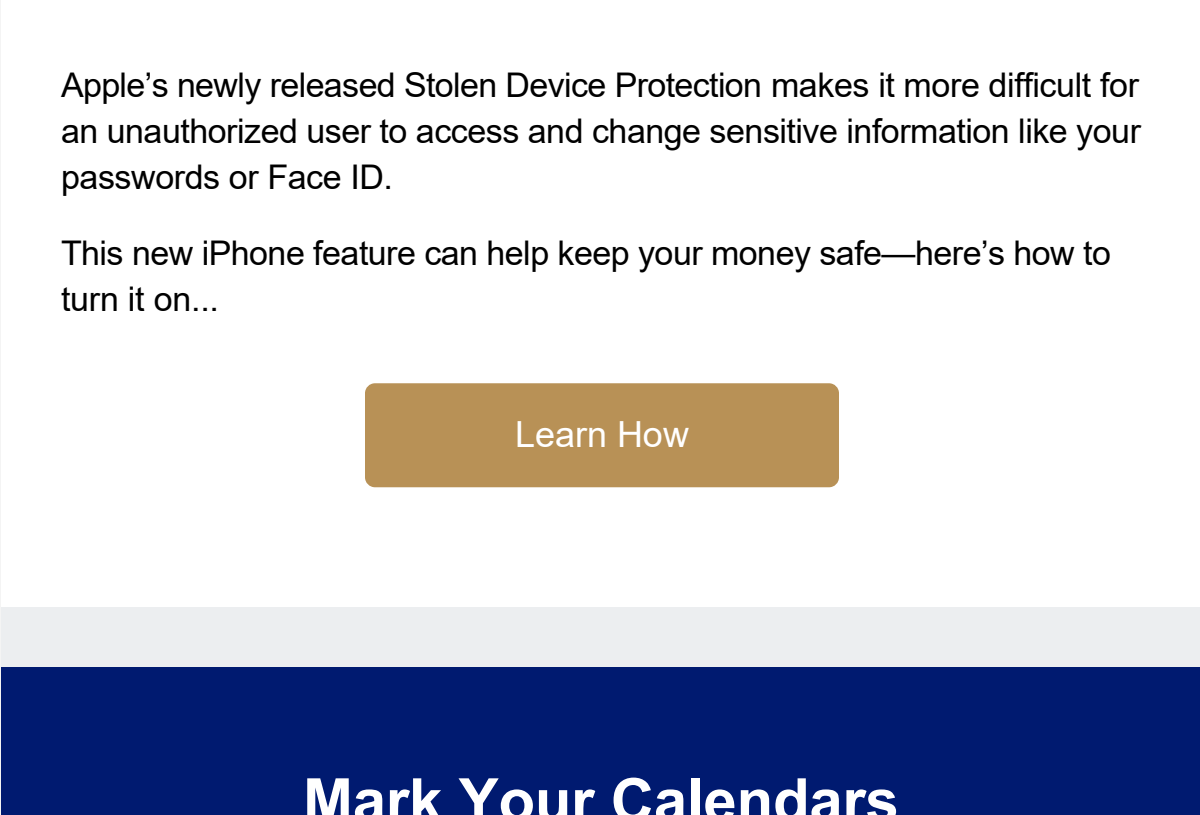 Apple’s newly released Stolen Device Protection makes it more difficult for
an unauthorized user to access and change sensitive information like your
passwords or Face ID.
This new iPhone feature can help keep your money safe—here’s how to
turn it on...
Learn How
Mark Your Calendars